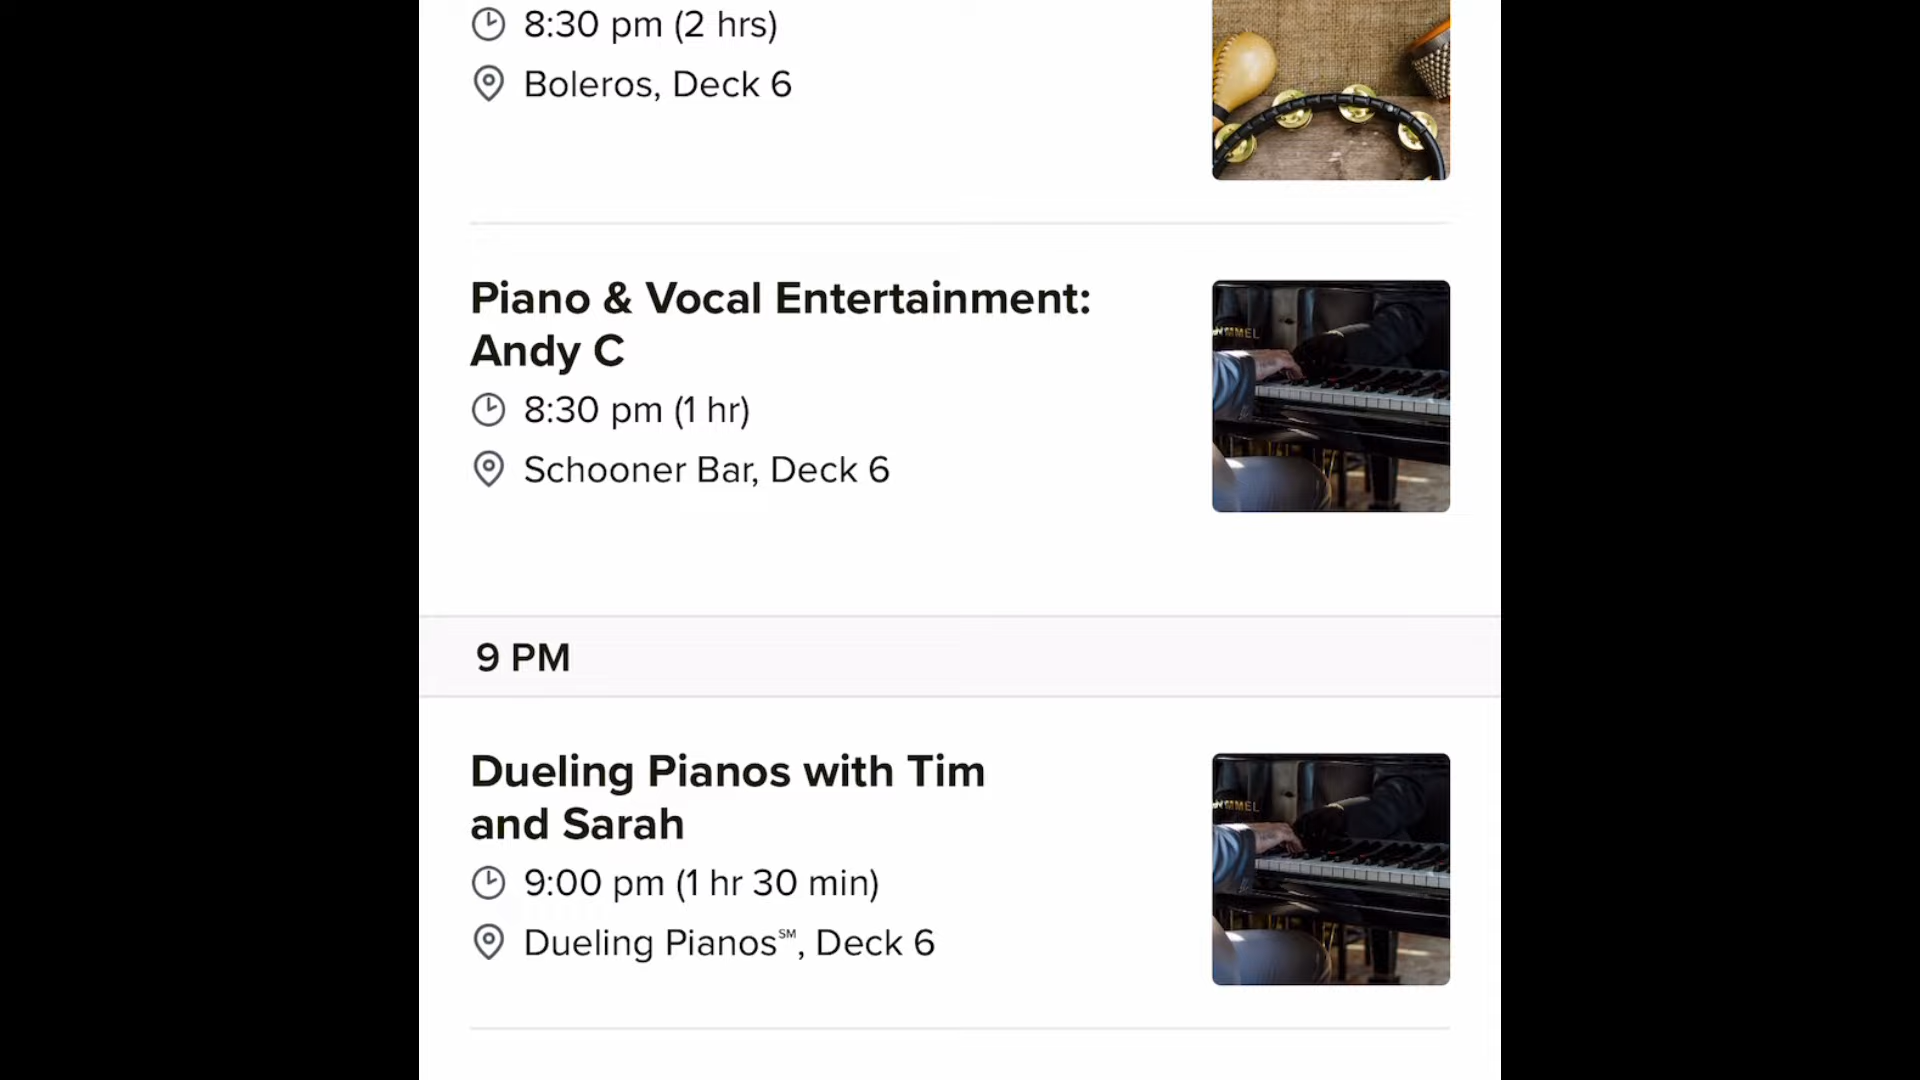 8:30 pm (2 hrs)
Boleros, Deck 6
Piano & Vocal Entertainment:
Andy C
8:30 pm (1 hr)
Schooner Bar, Deck 6
9 PM
Dueling Pianos with Tim
and Sarah
9:00 pm (1 hr 30 min)
Dueling Pianos℠, Deck 6